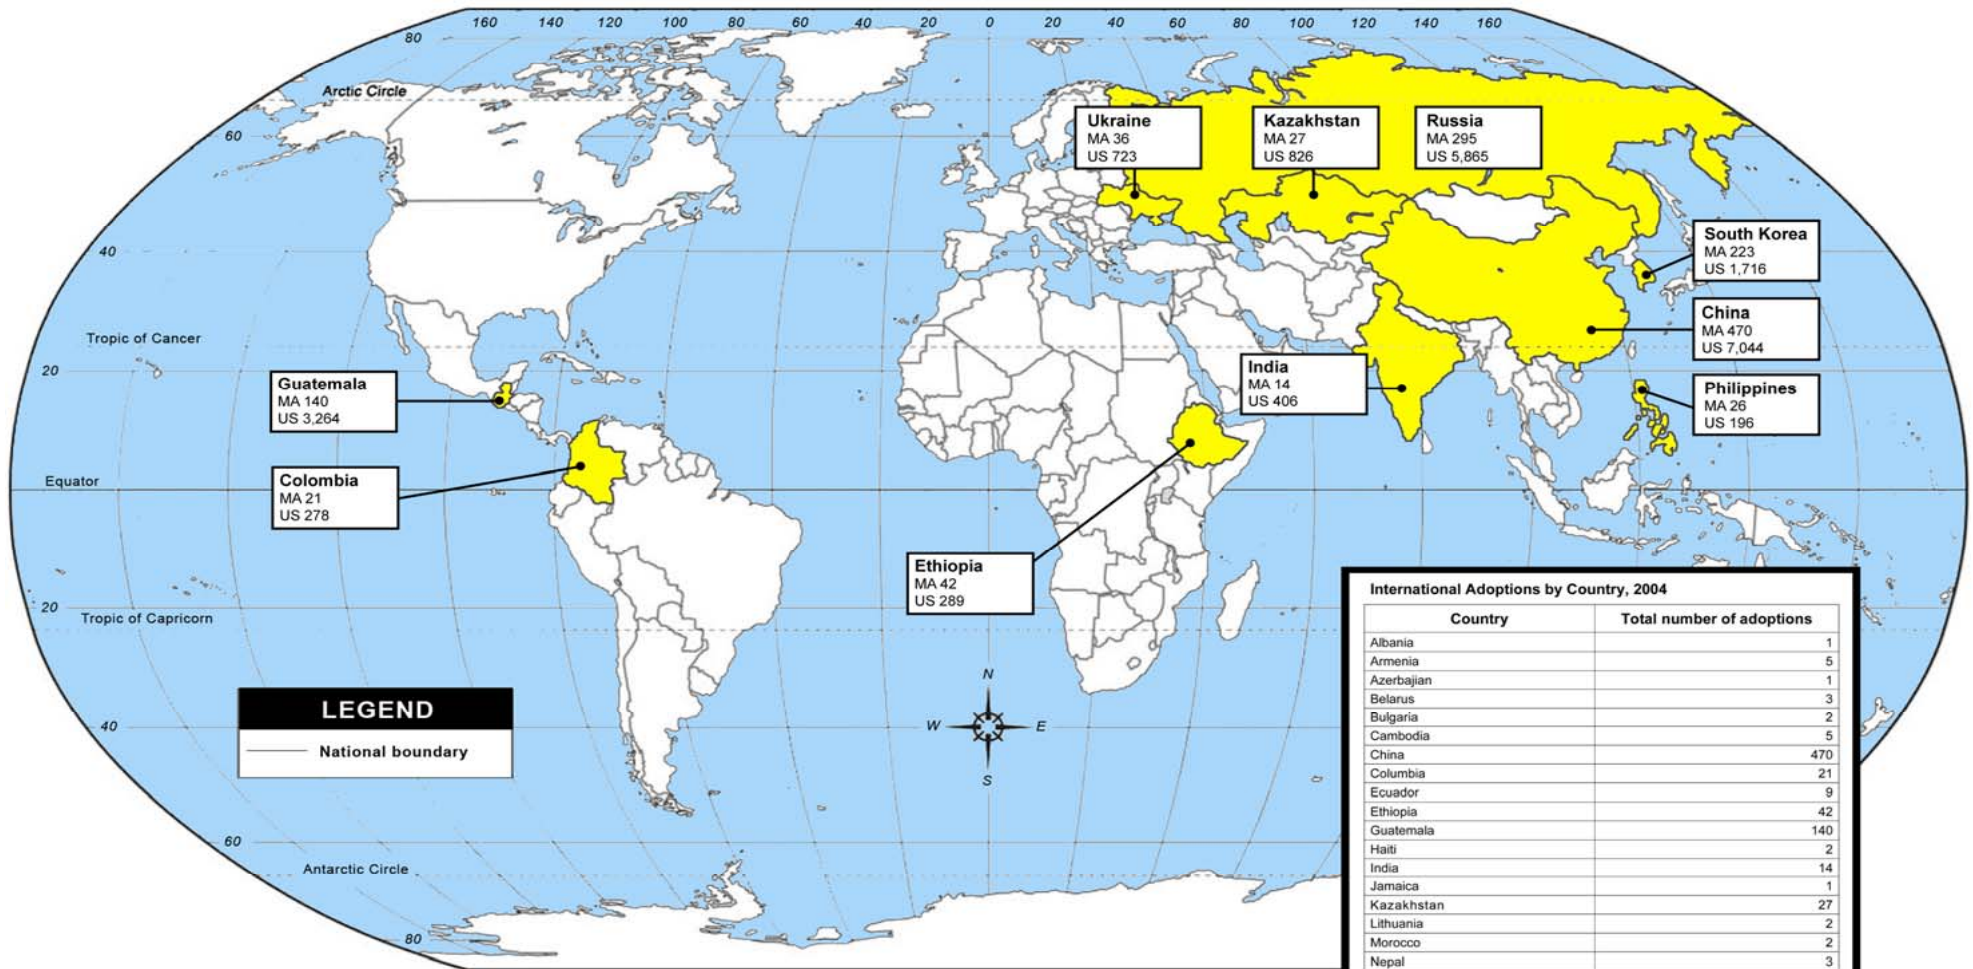 160 140 120 100 80 60 40 20 0 20 40 60 80 100 120 140 160
80
Arctic Circle
60
Ukraine
MA 36
US 723
Kazakhstan
MA 27
US 826
Russia
MA 295
US 5,865
40
South Korea
MA 223
US 1,716
China
MA 470
US 7,044
Tropic of Cancer
20
Guatemala
MA 140
US 3,264
India
MA 14
US 406
Philippines
MA 26
US 196
Equator
Colombia
MA 21
US 278
Ethiopia
MA 42
US 289
20
Tropic of Capricorn
N
W E
S
LEGEND
National boundary
40
60
Antarctic Circle
80
International Adoptions by Country, 2004
Country Total number of adoptions
Albania 1
Armenia 5
Azerbajian 1
Belarus 3
Bulgaria 2
Cambodia 5
China 470
Columbia 21
Ecuador 9
Ethiopia 42
Guatemala 140
Haiti 2
India 14
Jamaica 1
Kazakhstan 27
Lithuania 2
Morocco 2
Nepal 3